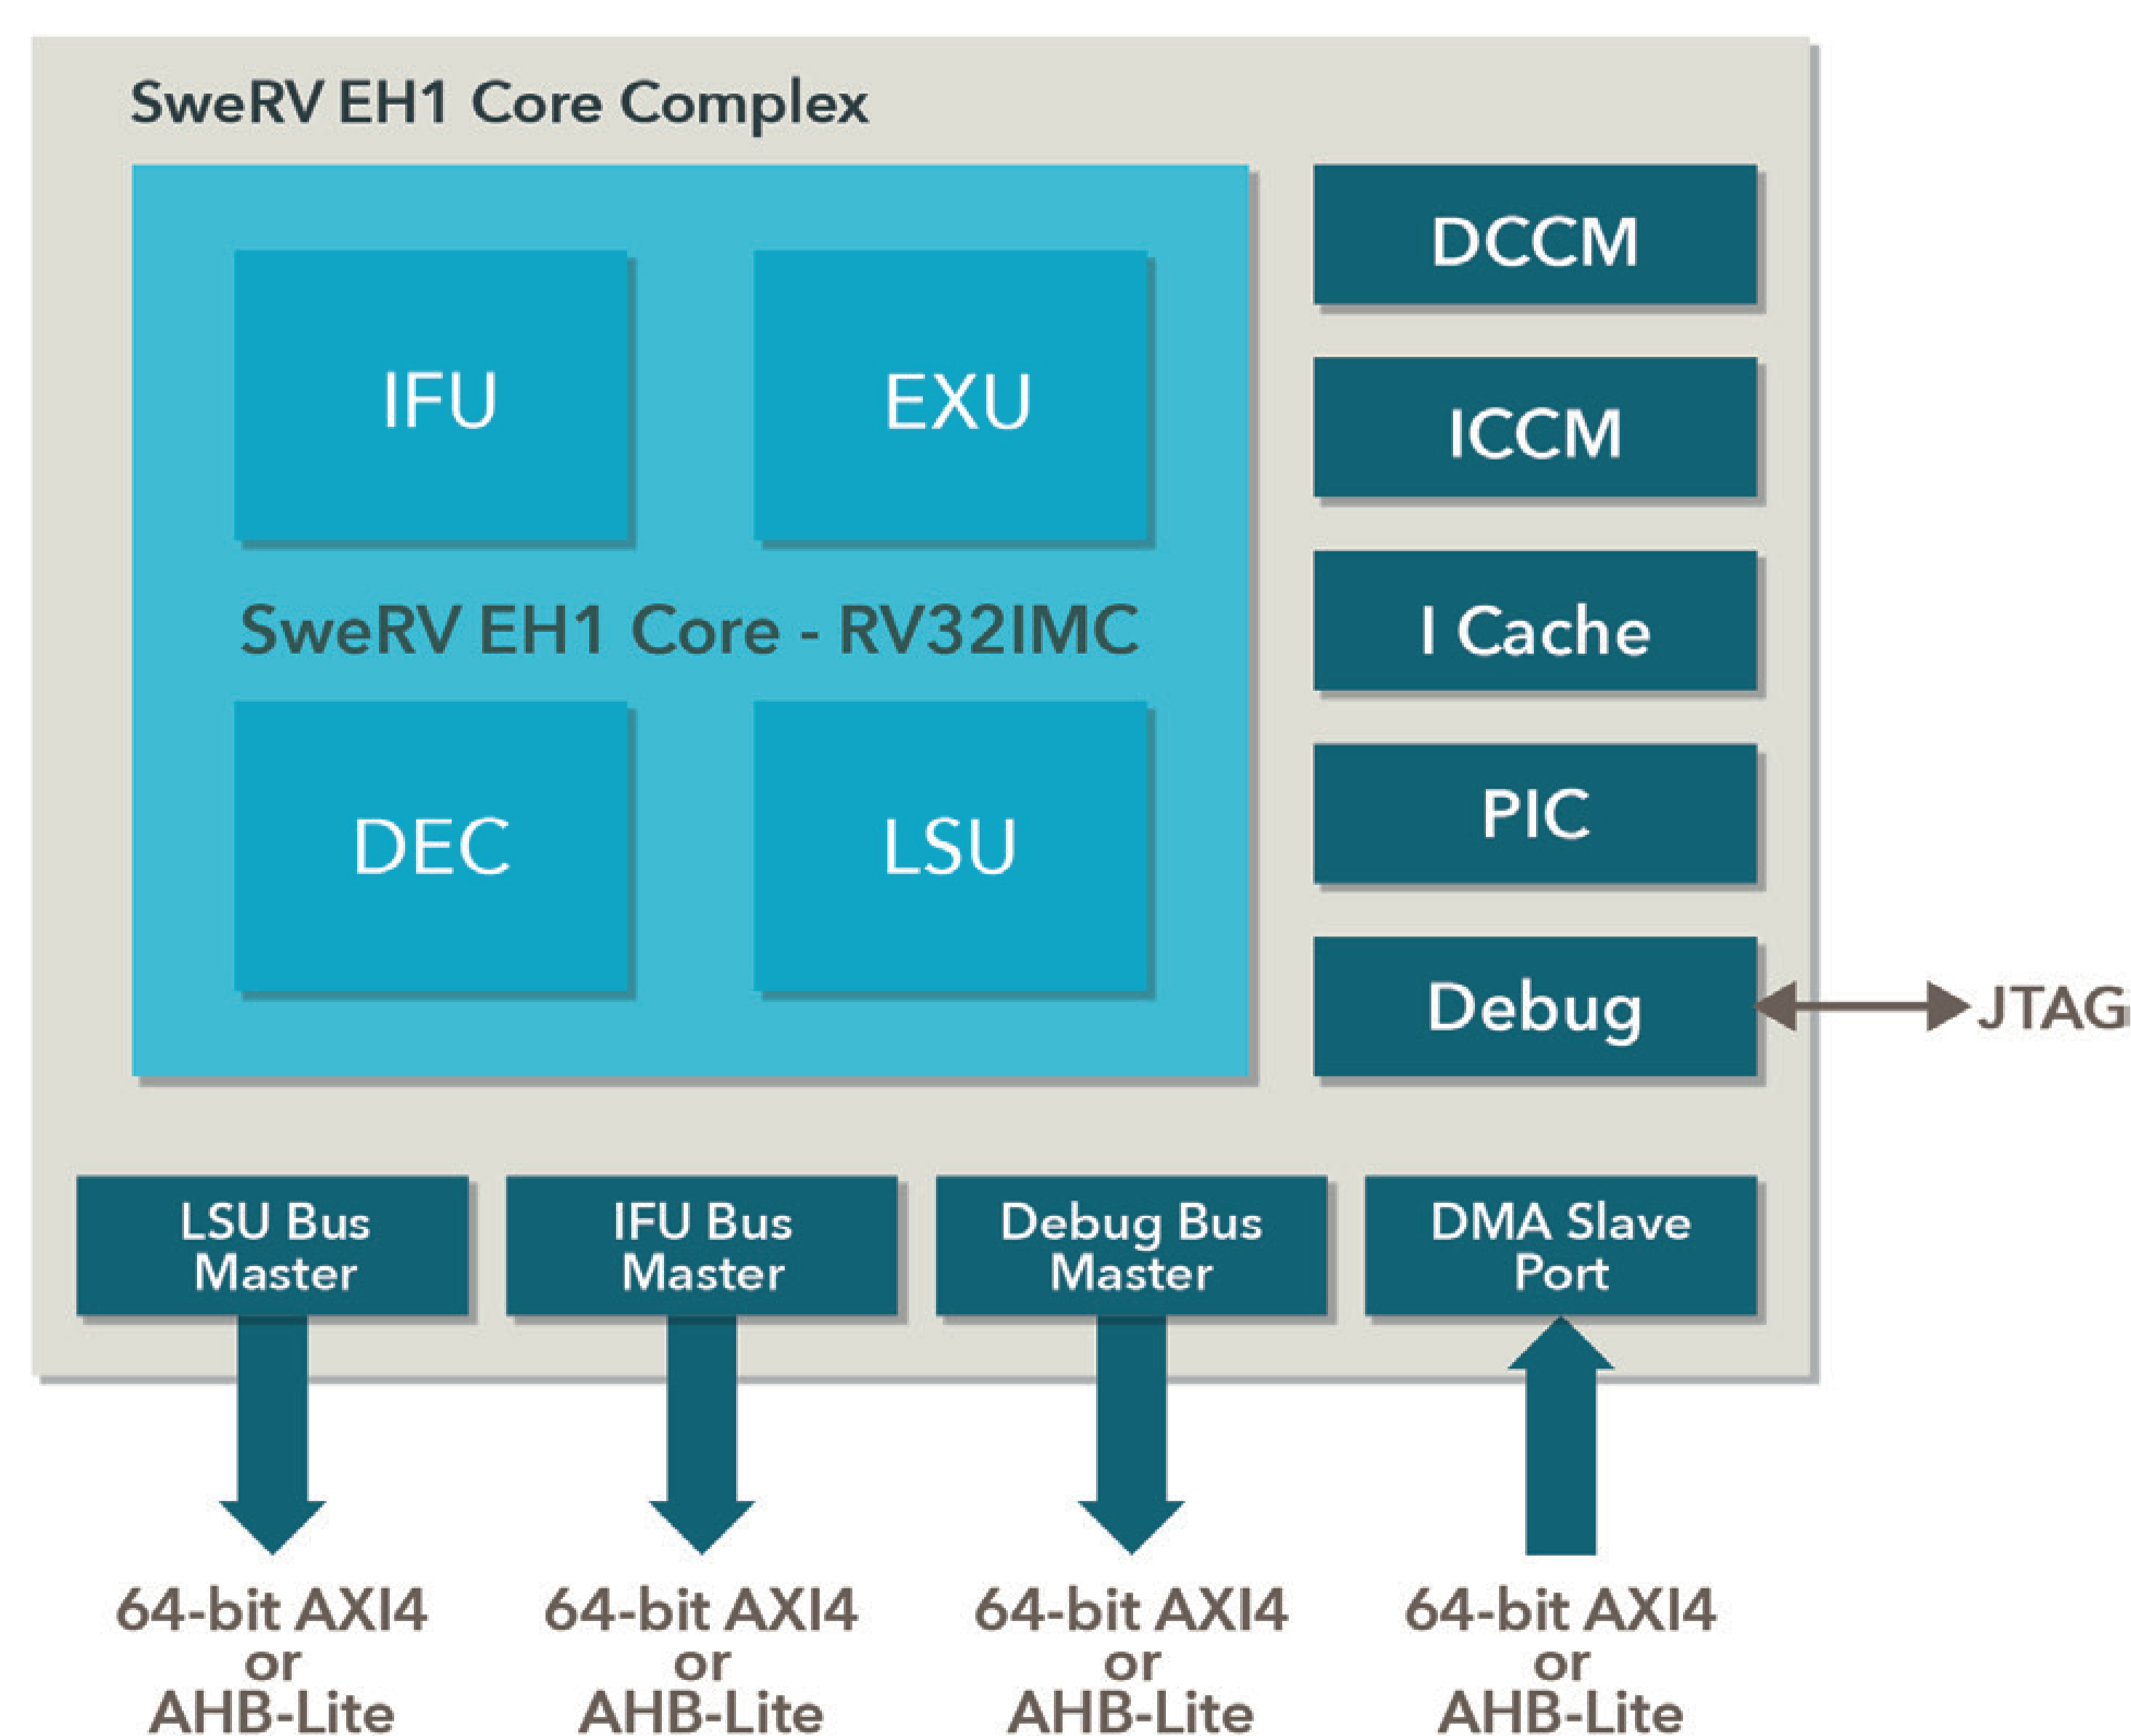 SweRV EH1 Core Complex
IFU
EXU
SweRV EH1 Core - RV32IMC
DEC
LSU
DCCM
ICCM
I Cache
PIC
Debug
JTAG
LSU Bus
Master
IFU Bus
Master
Debug Bus
Master
DMA Slave
Port
64-bit AXI4
or
AHB-Lite
64-bit AXI4
or
AHB-Lite
64-bit AXI4
or
AHB-Lite
64-bit AXI4
or
AHB-Lite